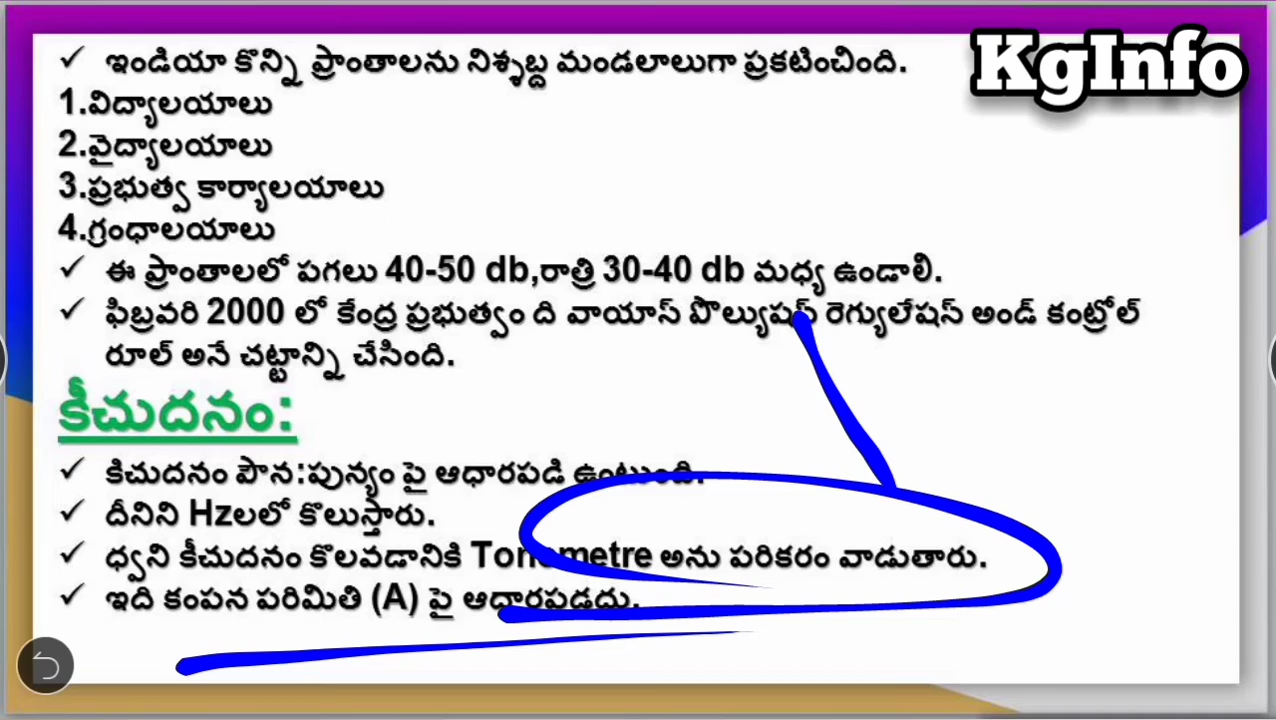 KgInfo
✓ ఇండియా కొన్ని ప్రాంతాలను నిశ్శబ్ద మండలాలుగా ప్రకటించింది.
1.విద్యాలయాలు
2.వైద్యాలయాలు
3.ప్రభుత్వ కార్యాలయాలు
4.గ్రంధాలయాలు
✓ ఈ ప్రాంతాలలో పగలు 40-50 db,రాత్రి 30-40 db మధ్య ఉండాలి.
✓ ఫిబ్రవరి 2000 లో కేంద్ర ప్రభుత్వం ది వాయాస్ పొల్యుషస్ రెగ్యులేషస్ అండ్ కంట్రోల్
రూల్ అనే చట్టాన్ని చేసింది.
కీచుదనం:
✓ కిచుదనం పౌన:పున్యం పై ఆధారపడి ఉంటుంది.
✓ దీనిని Hzలలో కొలుస్తారు.
✓ ధ్వని కీచుదనం కొలవడానికి Tonometre అను పరికరం వాడుతారు.
✓ ఇది కంపన పరిమితి (A) పై ఆధారపడదు.